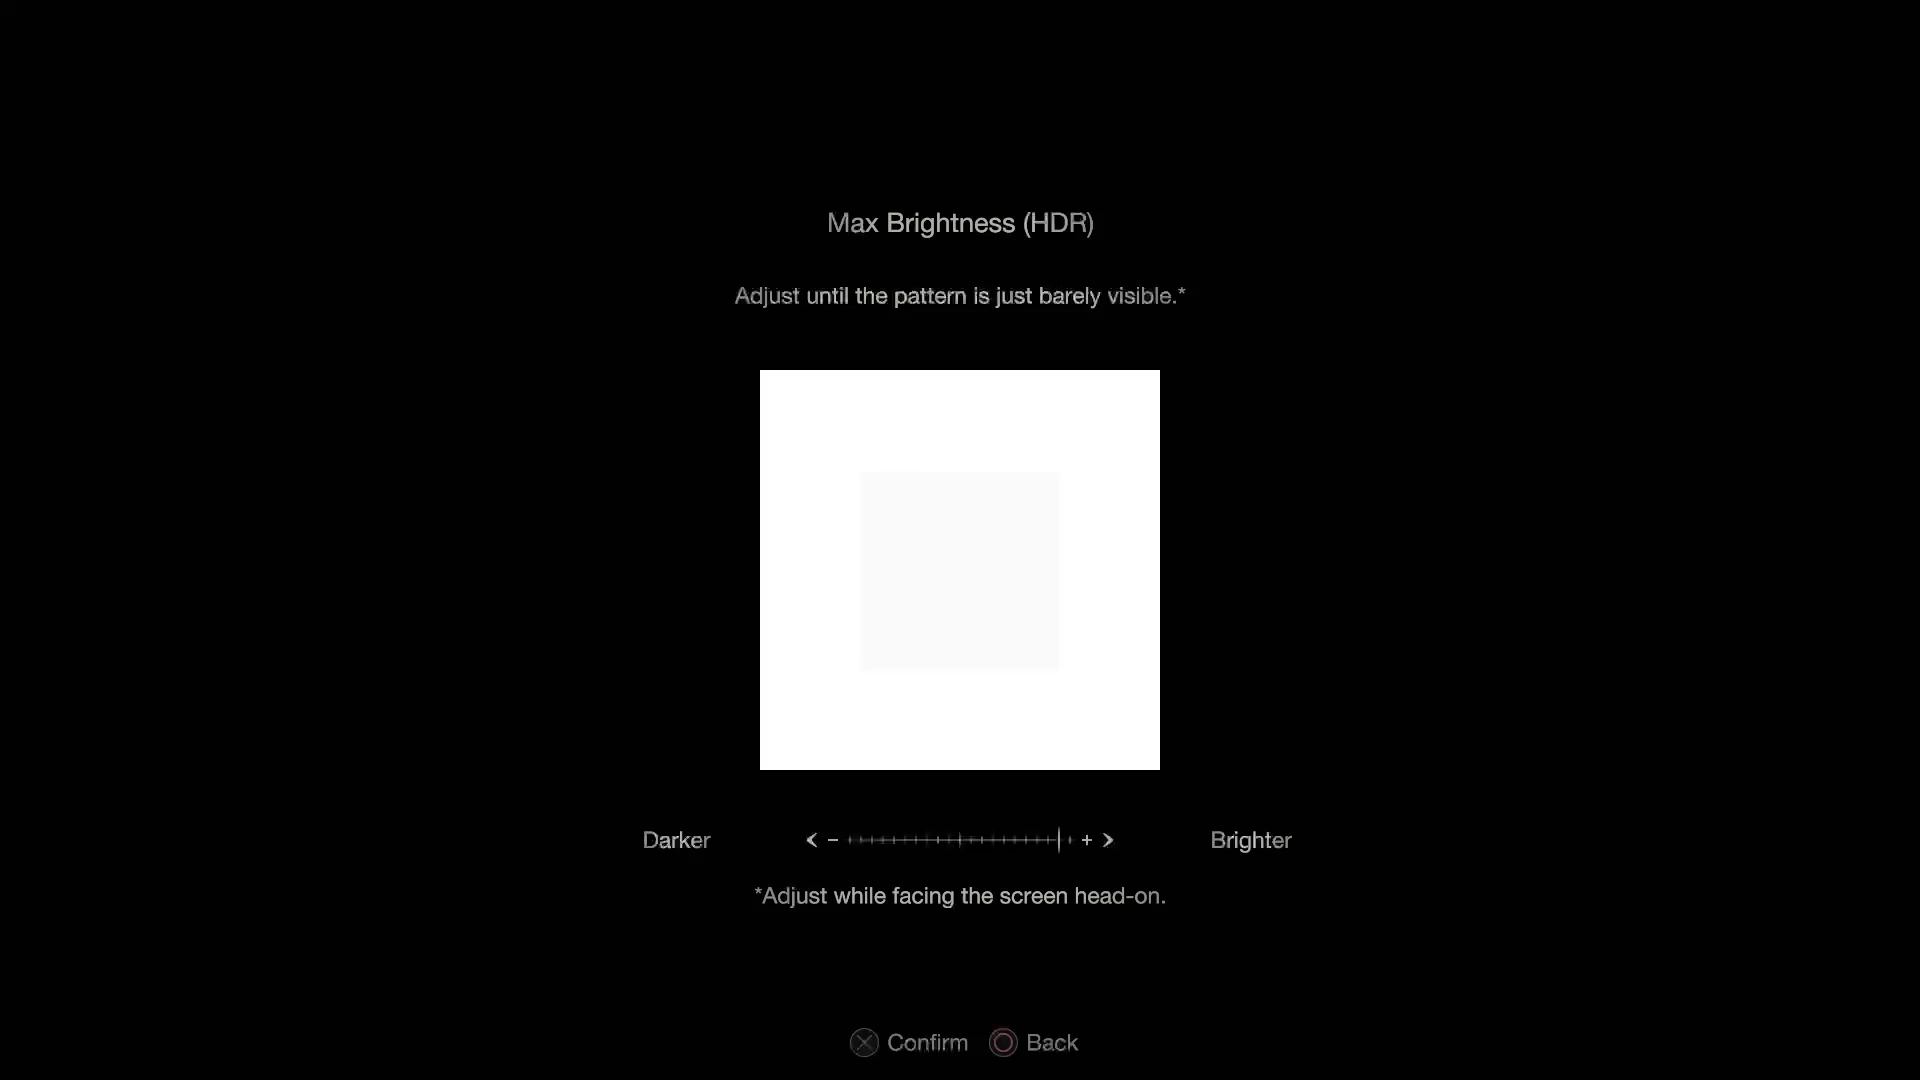 Max Brightness (HDR)
Adjust until the pattern is just barely visible.*
Darker − + Brighter
*Adjust while facing the screen head-on.
Confirm Back